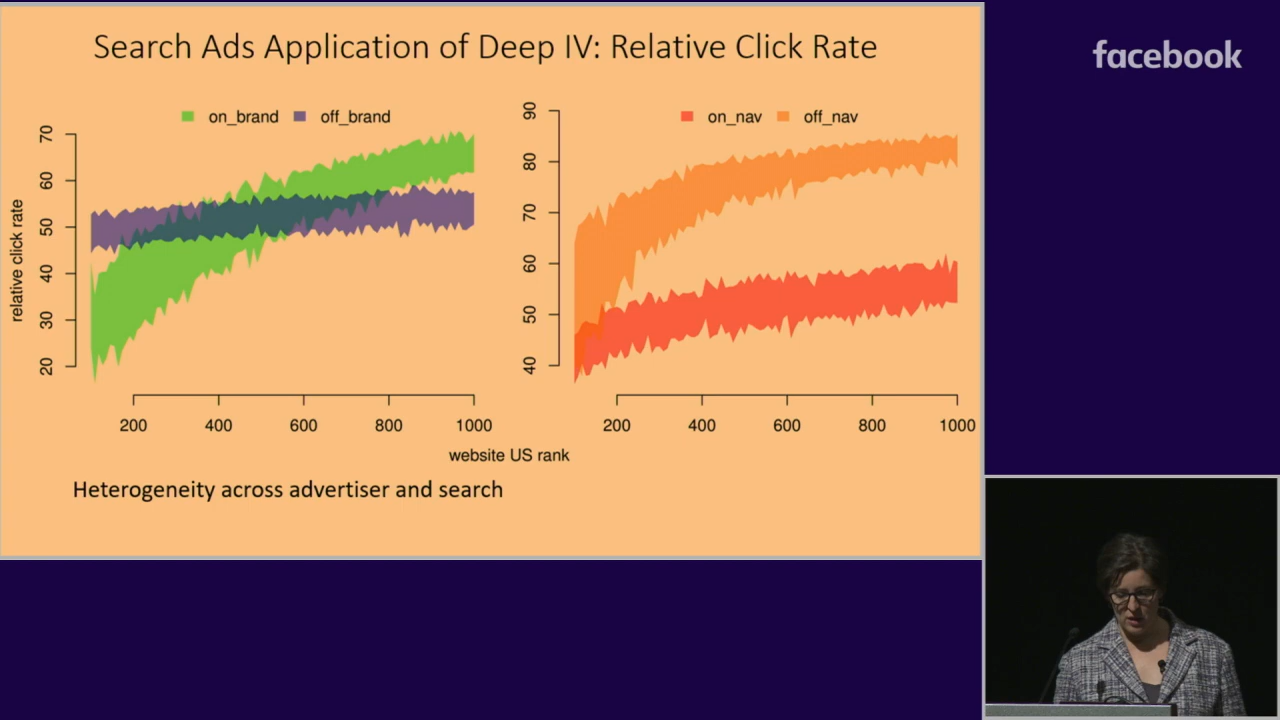 Search Ads Application of Deep IV: Relative Click Rate
facebook
on_brand off_brand
on_nav off_nav
relative click rate
70
60
50
40
30
20
200 400 600 800 1000
90
80
70
60
50
40
200 400 600 800 1000
website US rank
Heterogeneity across advertiser and search